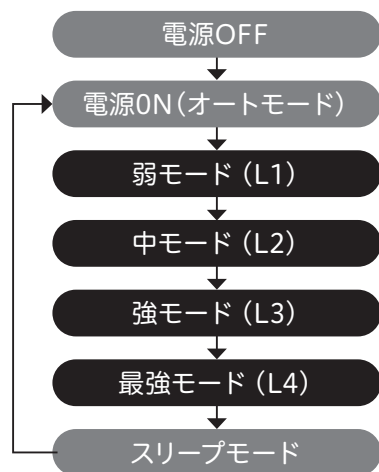 電源OFF
電源0N（オートモード）
弱モード（L1）
中モード（L2）
強モード（L3）
最強モード（L4）
スリープモード